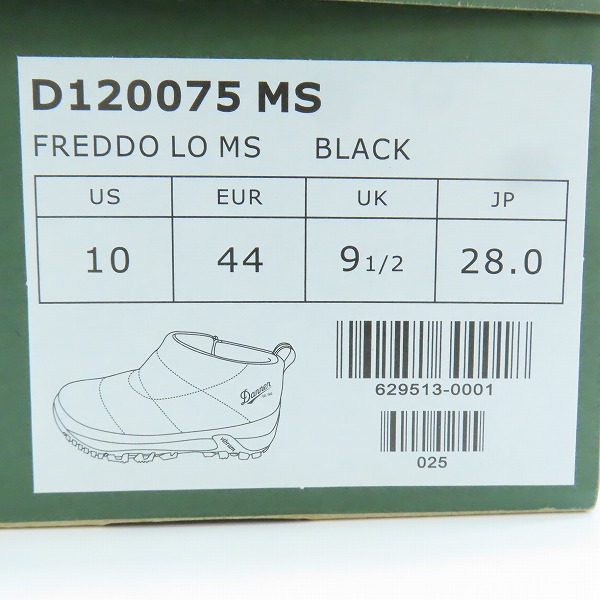 D120075 MS
FREDDO LO MS BLACK
US EUR UK JP
10 44 9 1/2 28.0
Danner
vibram
629513-0001
025